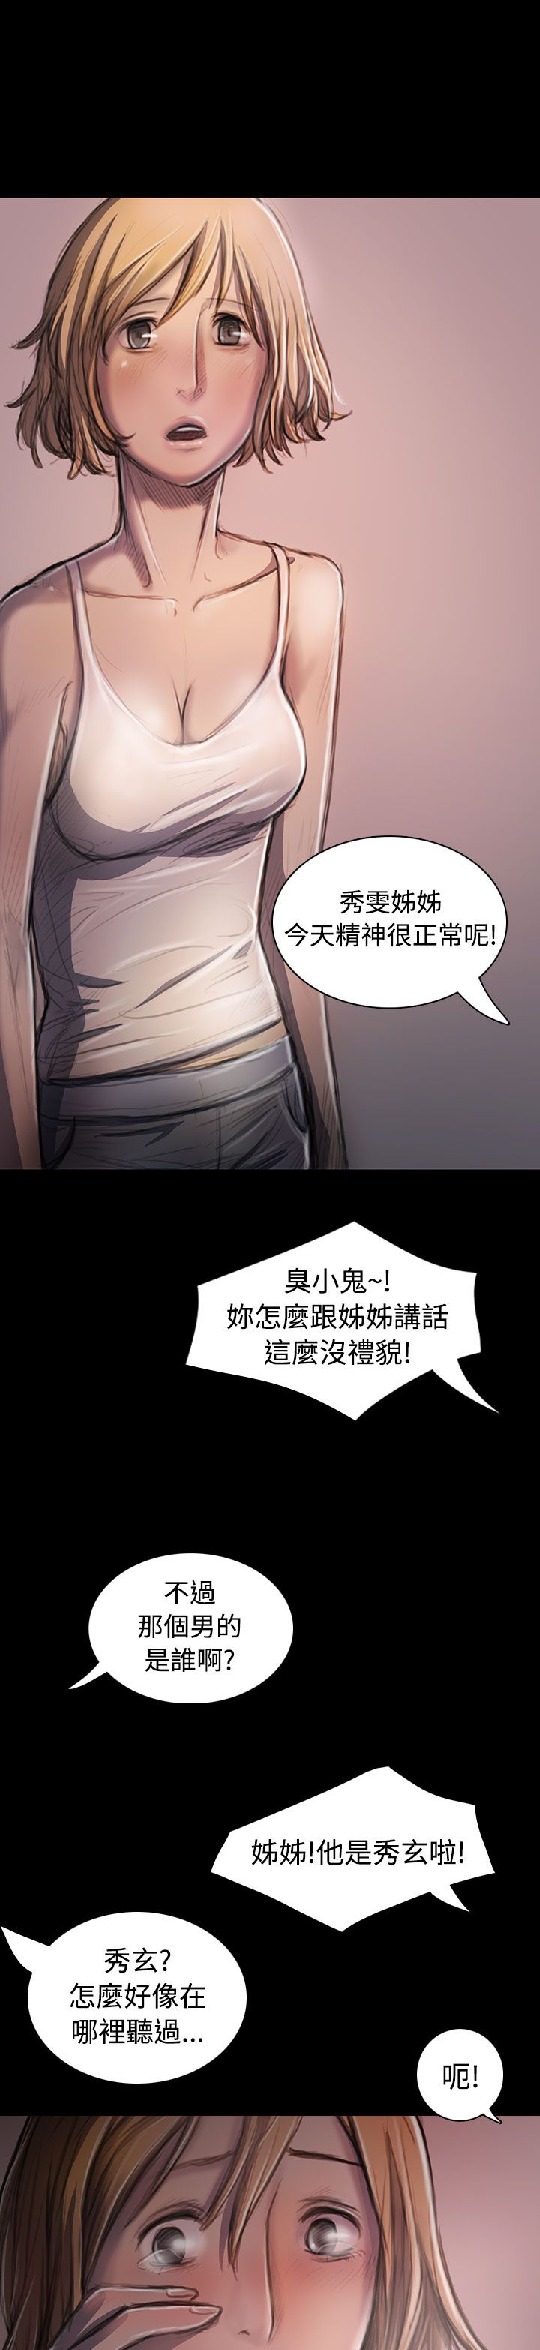 秀雯姊姊
今天精神很正常呢!
臭小鬼~!
妳怎麼跟姊姊講話
這麼沒禮貌!
不過
那個男的
是誰啊?
姊姊!他是秀玄啦!
秀玄?
怎麼好像在
哪裡聽過...
呃!